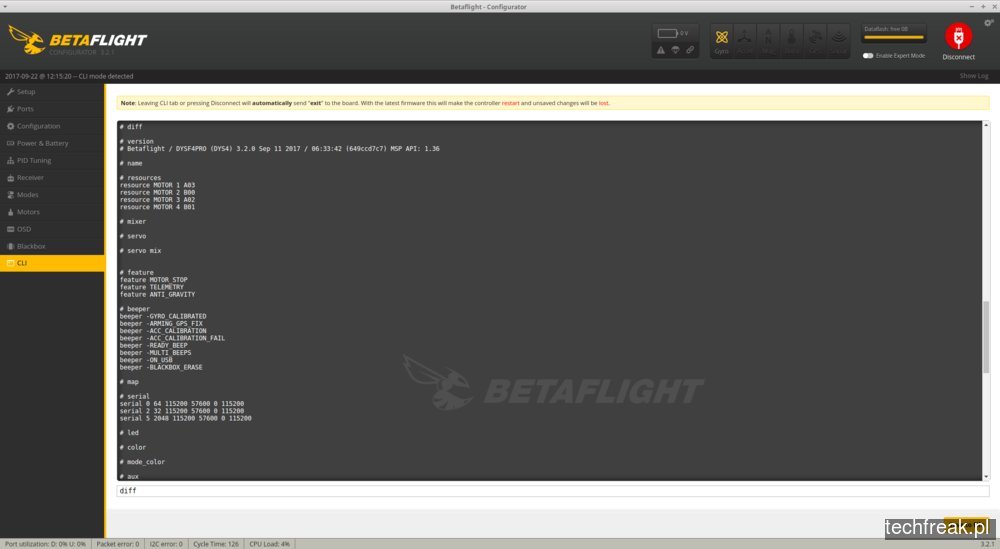 Betaflight - Configurator
BETAFLIGHT
CONFIGURATOR 3.2.1
0 V
Gyro
Dataflash: free 0B
Enable Expert Mode
Disconnect
2017-09-22 @ 12:15:20 -- CLI mode detected
Show Log
Setup
Ports
Configuration
Power & Battery
PID Tuning
Receiver
Modes
Motors
OSD
Blackbox
CLI
Note: Leaving CLI tab or pressing Disconnect will automatically send "exit" to the board. With the latest firmware this will make the controller restart and unsaved changes will be lost.
# diff
# version
# Betaflight / DYSF4PRO (DYS4) 3.2.0 Sep 11 2017 / 06:33:42 (649ccd7c7) MSP API: 1.36
# name
# resources
resource MOTOR 1 A03
resource MOTOR 2 B00
resource MOTOR 3 A02
resource MOTOR 4 B01
# mixer
# servo
# servo mix
# feature
feature MOTOR_STOP
feature TELEMETRY
feature ANTI_GRAVITY
# beeper
beeper -GYRO_CALIBRATED
beeper -ARMING_GPS_FIX
beeper -ACC_CALIBRATION
beeper -ACC_CALIBRATION_FAIL
beeper -READY_BEEP
beeper -MULTI_BEEPS
beeper -ON_USB
beeper -BLACKBOX_ERASE
# map
# serial
serial 0 64 115200 57600 0 115200
serial 2 32 115200 57600 0 115200
serial 5 2048 115200 57600 0 115200
# led
# color
# mode_color
# aux
BETAFLIGHT
diff
techfreak.pl
Port utilization: D: 0% U: 0%
Packet error: 0
I2C error: 0
Cycle Time: 126
CPU Load: 4%
3.2.1